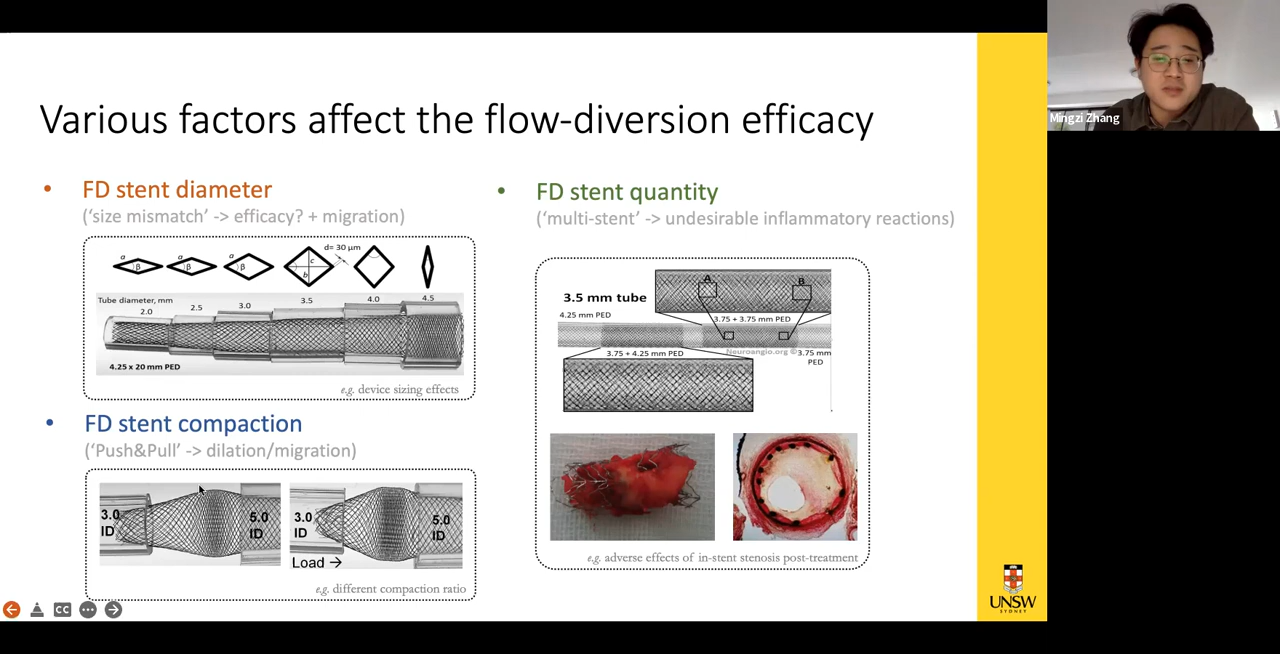 Various factors affect the flow-diversion efficacy
• FD stent diameter
('size mismatch' -> efficacy? + migration)
a a a d= 30 µm
β β β c
b
Tube diameter, mm
2.0 2.5 3.0 3.5 4.0 4.5
4.25 x 20 mm PED
e.g. device sizing effects
• FD stent compaction
('Push&Pull' -> dilation/migration)
3.0 ID
5.0 ID
3.0 ID
5.0 ID
Load →
e.g. different compaction ratio
• FD stent quantity
('multi-stent' -> undesirable inflammatory reactions)
A B
3.5 mm tube
4.25 mm PED
3.75 + 3.75 mm PED
3.75 + 4.25 mm PED
Neuroangio.org ©
3.75 mm
PED
e.g. adverse effects of in-stent stenosis post-treatment
CC
UNSW
SYDNEY
Mingzi Zhang